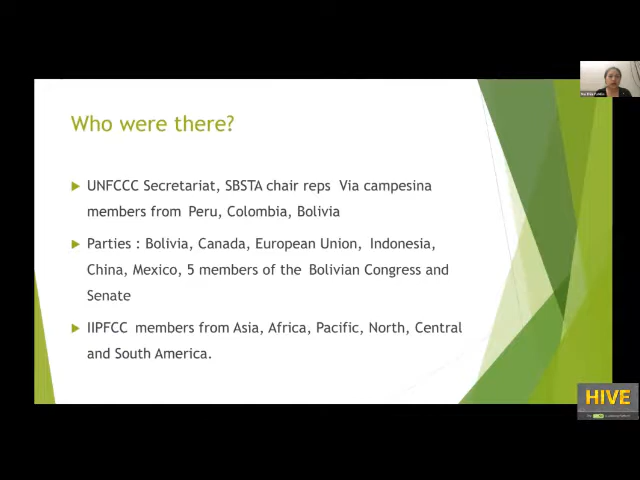 Who were there?
UNFCCC Secretariat, SBSTA chair reps Via campesina
members from Peru, Colombia, Bolivia
Parties : Bolivia, Canada, European Union, Indonesia,
China, Mexico, 5 members of the Bolivian Congress and
Senate
IIPFCC members from Asia, Africa, Pacific, North, Central
and South America.
HIVE